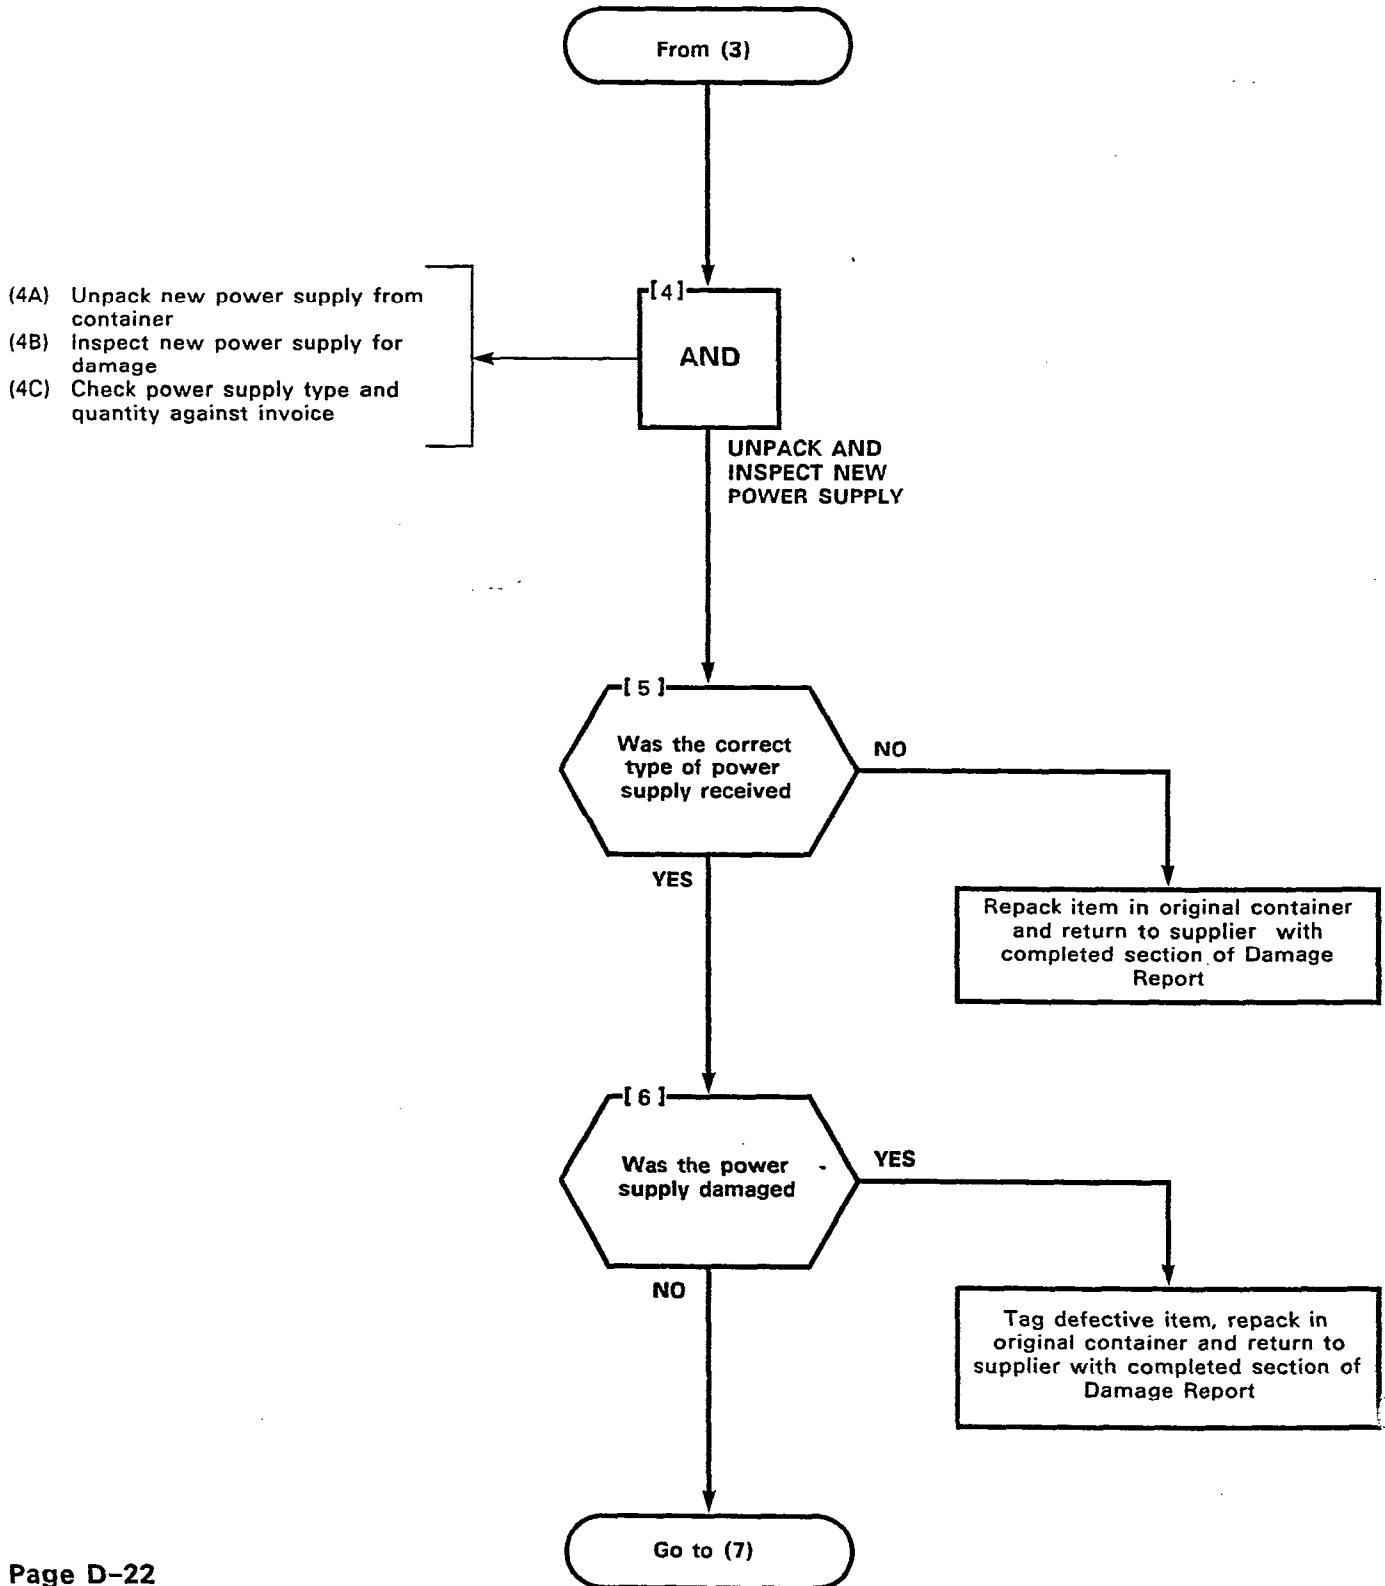 From (3)
(4A) Unpack new power supply from
container
(4B) Inspect new power supply for
damage
(4C) Check power supply type and
quantity against invoice
[4]
AND
UNPACK AND
INSPECT NEW
POWER SUPPLY
[5]
Was the correct
type of power
supply received
NO
YES
Repack item in original container
and return to supplier with
completed section of Damage
Report
[6]
Was the power
supply damaged
YES
NO
Tag defective item, repack in
original container and return to
supplier with completed section of
Damage Report
Go to (7)
Page D-22